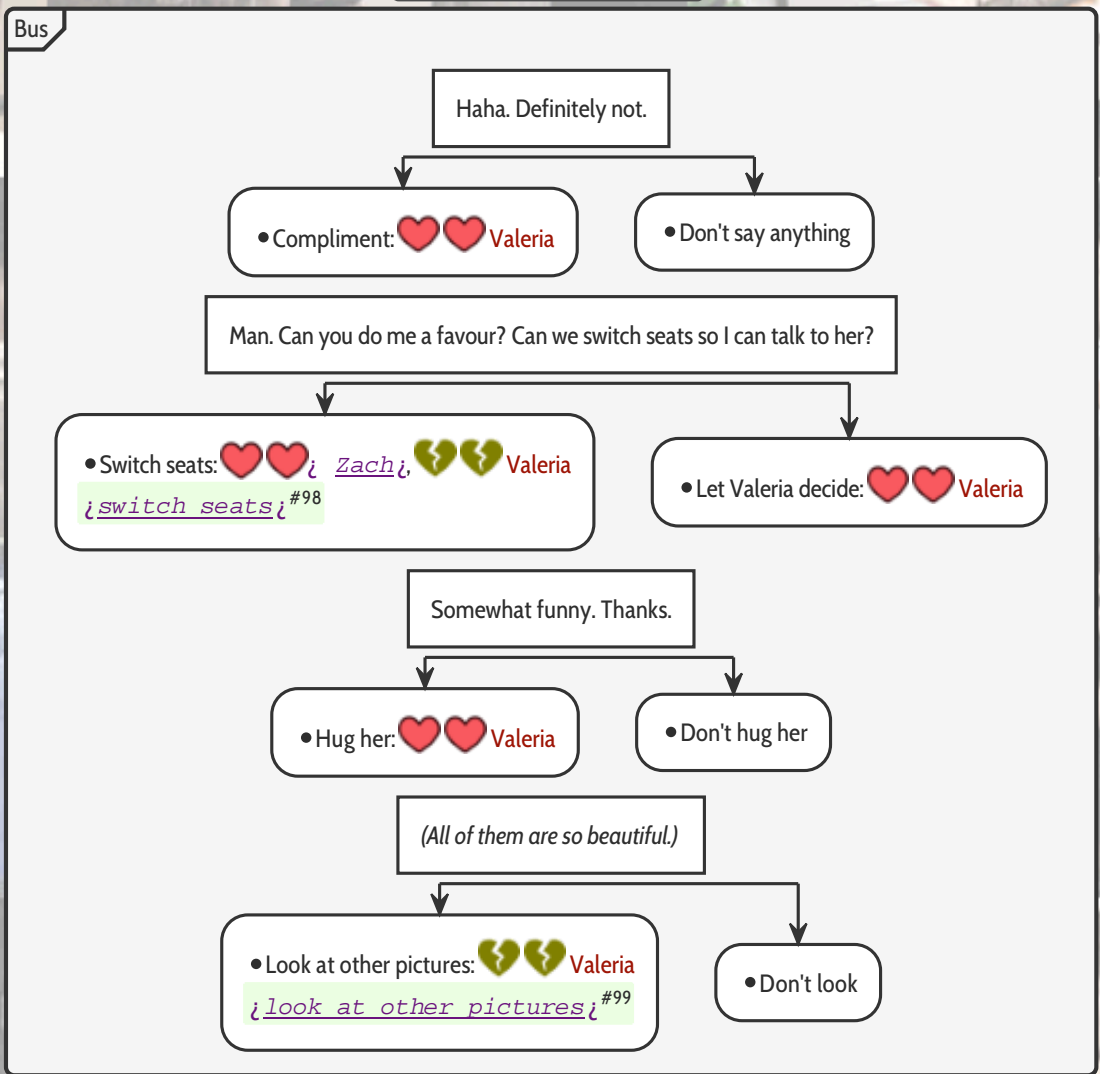 Bus
Haha. Definitely not.
•Compliment: Valeria
•Don't say anything
Man. Can you do me a favour? Can we switch seats so I can talk to her?
•Switch seats: ¿ Zach¿, Valeria
¿switch seats¿#98
•Let Valeria decide: Valeria
Somewhat funny. Thanks.
•Hug her: Valeria
•Don't hug her
(All of them are so beautiful.)
•Look at other pictures: Valeria
¿look at other pictures¿#99
•Don't look